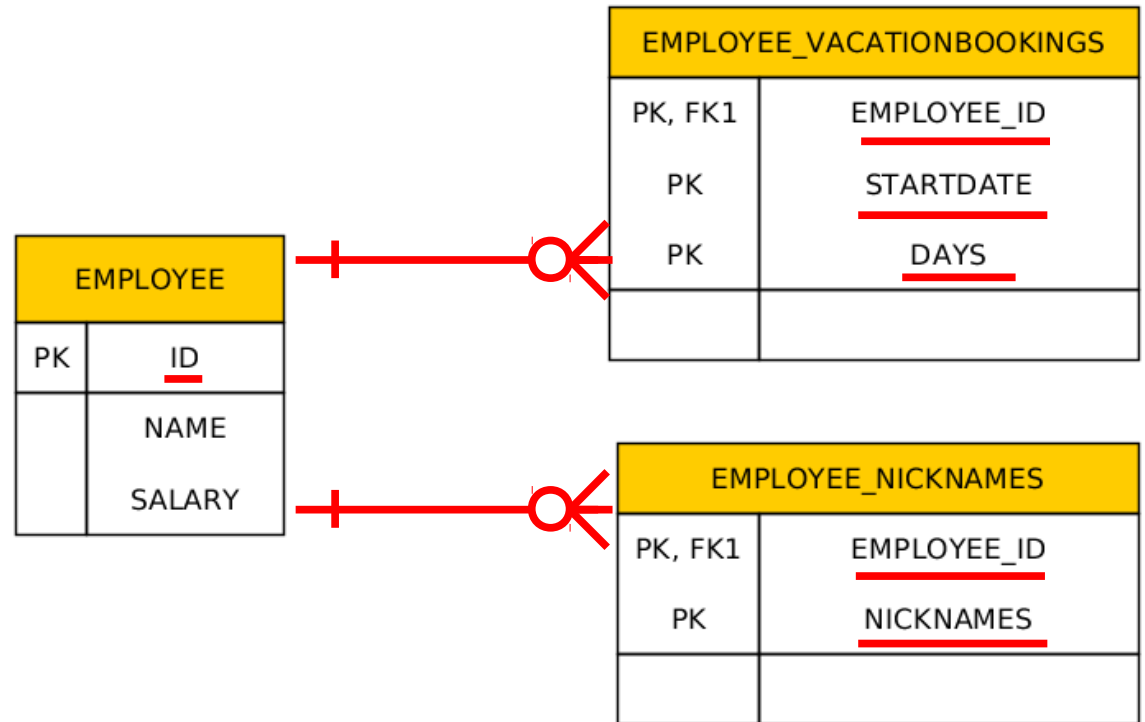 EMPLOYEE
PK ID
NAME
SALARY
EMPLOYEE_VACATIONBOOKINGS
PK, FK1 EMPLOYEE_ID
PK STARTDATE
PK DAYS
EMPLOYEE_NICKNAMES
PK, FK1 EMPLOYEE_ID
PK NICKNAMES